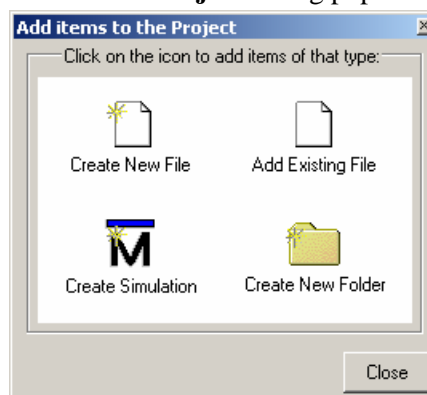 Add items to the Project
Click on the icon to add items of that type:
Create New File
Add Existing File
Create Simulation
Create New Folder
Close